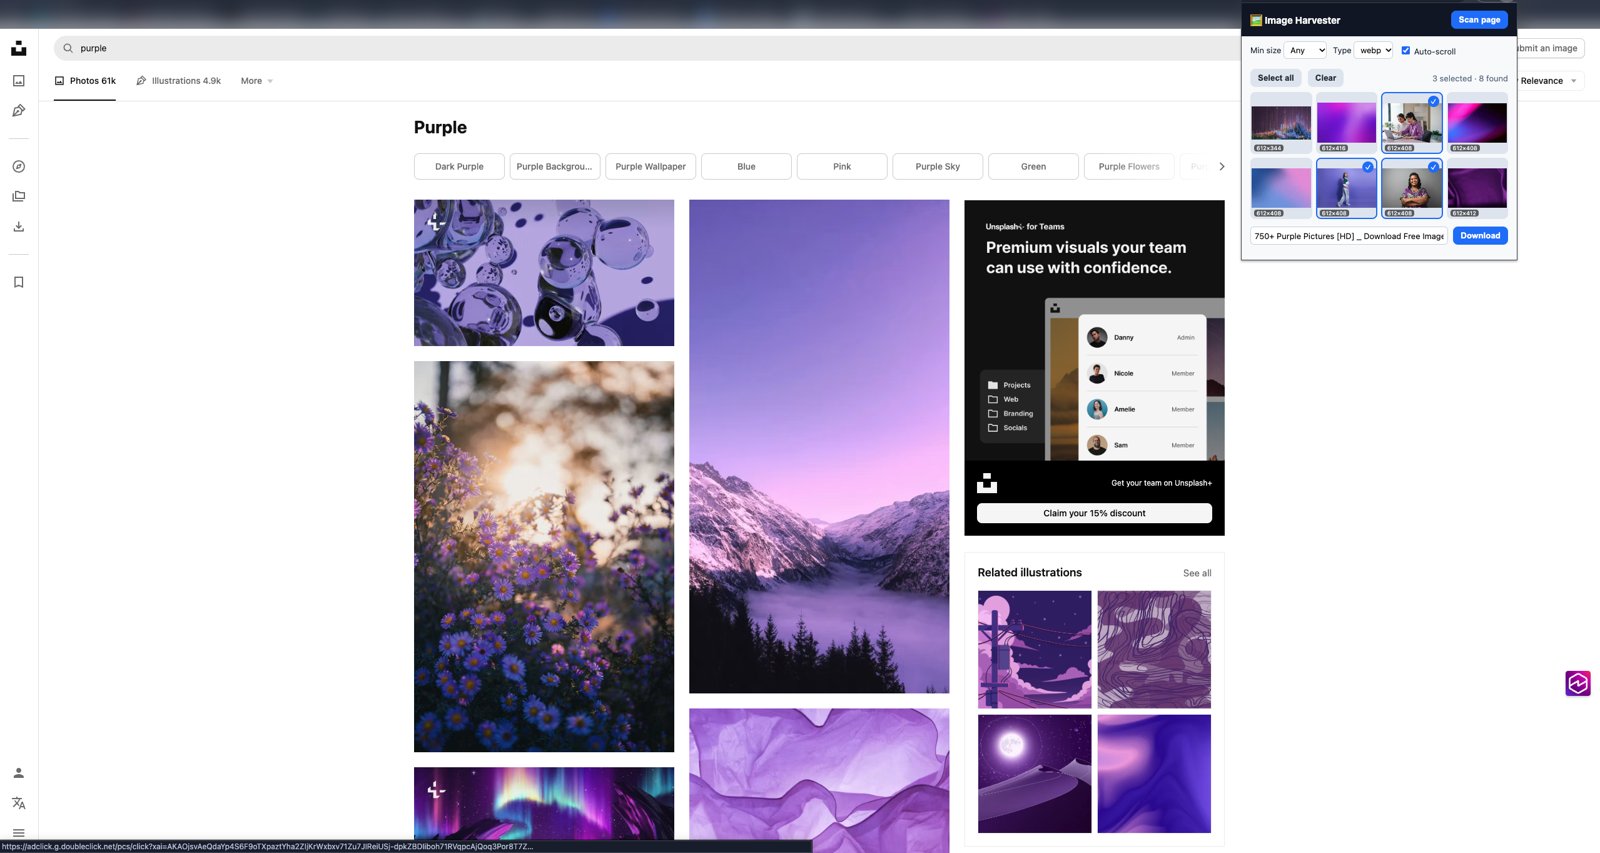 purple
Photos 61k
Illustrations 4.9k
More
Submit an image
Relevance
Purple
Dark Purple
Purple Backgrou...
Purple Wallpaper
Blue
Pink
Purple Sky
Green
Purple Flowers
Unsplash+ for Teams
Premium visuals your team
can use with confidence.
Danny
Admin
Projects
Nicole
Member
Web
Branding
Amelie
Member
Socials
Sam
Member
Get your team on Unsplash+
Claim your 15% discount
Related illustrations
See all
Image Harvester
Scan page
Min size
Any
Type
webp
Auto-scroll
Select all
Clear
3 selected · 8 found
612×344
612×416
612×408
612×408
612×408
612×408
612×408
612×412
750+ Purple Pictures [HD] _ Download Free Image
Download